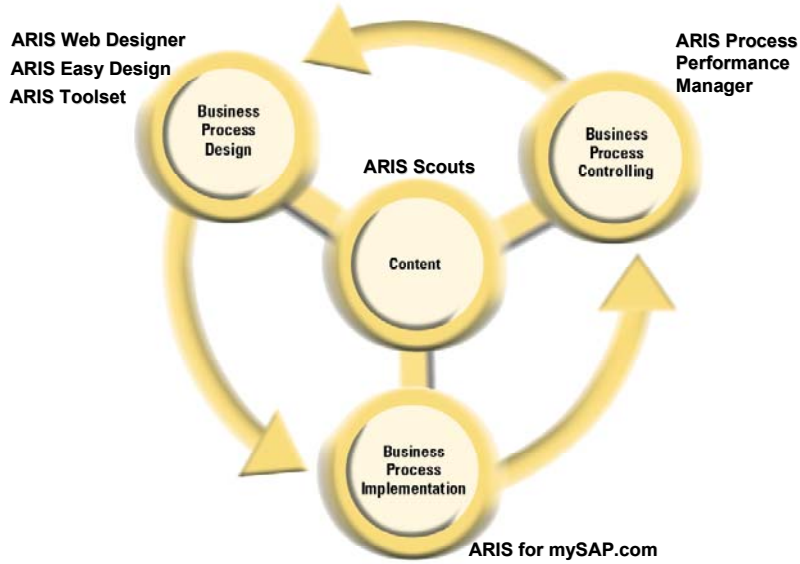 ARIS Web Designer
ARIS Easy Design
ARIS Toolset
Business
Process
Design
ARIS Process
Performance
Manager
Business
Process
Controlling
ARIS Scouts
Content
Business
Process
Implementation
ARIS for mySAP.com